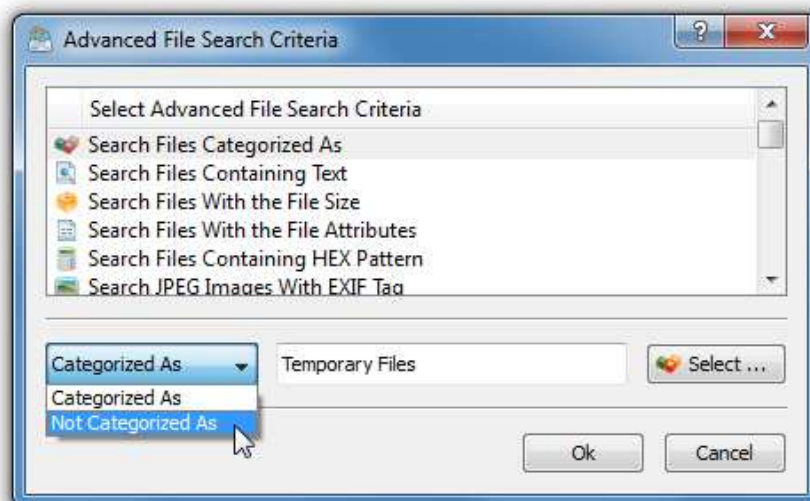 Advanced File Search Criteria ? X
Select Advanced File Search Criteria
Search Files Categorized As
Search Files Containing Text
Search Files With the File Size
Search Files With the File Attributes
Search Files Containing HEX Pattern
Search JPEG Images With EXIF Tag
Categorized As Temporary Files Select ...
Categorized As
Not Categorized As
Ok Cancel